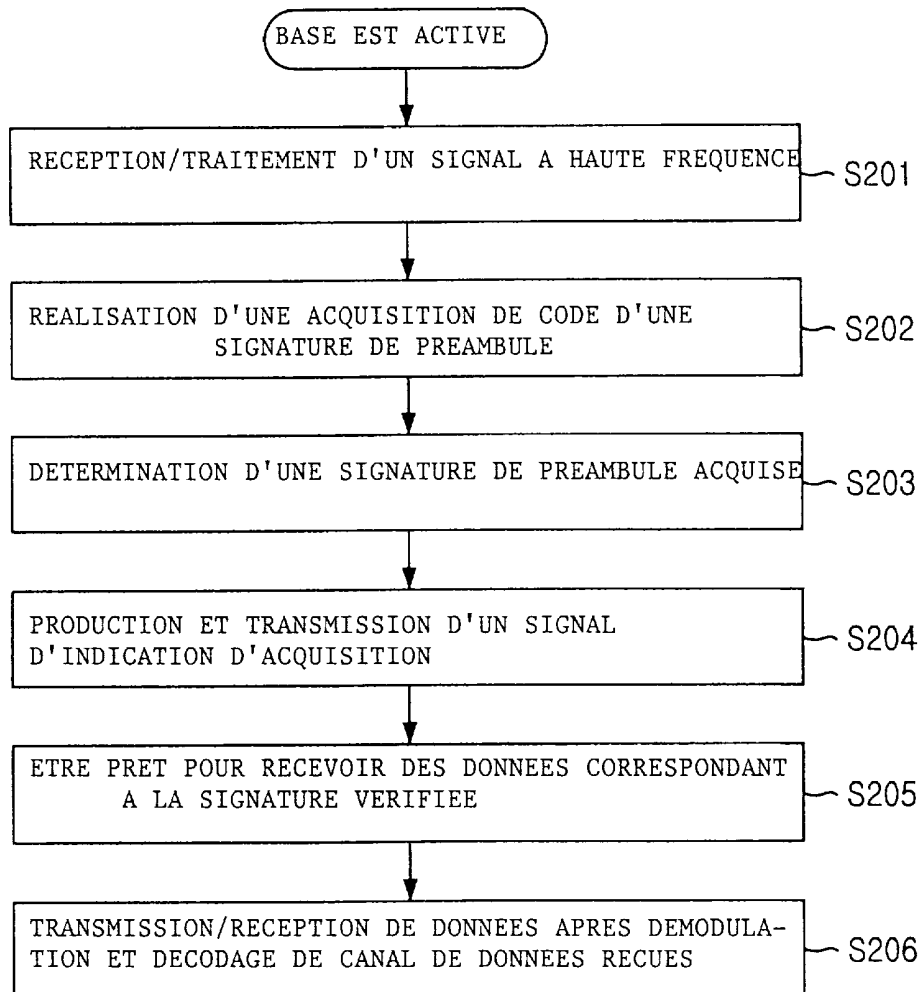 BASE EST ACTIVE
RECEPTION/TRAITEMENT D'UN SIGNAL A HAUTE FREQUENCE
S201
REALISATION D'UNE ACQUISITION DE CODE D'UNE
SIGNATURE DE PREAMBULE
S202
DETERMINATION D'UNE SIGNATURE DE PREAMBULE ACQUISE
S203
PRODUCTION ET TRANSMISSION D'UN SIGNAL
D'INDICATION D'ACQUISITION
S204
ETRE PRET POUR RECEVOIR DES DONNEES CORRESPONDANT
A LA SIGNATURE VERIFIEE
S205
TRANSMISSION/RECEPTION DE DONNEES APRES DEMODULA-
TION ET DECODAGE DE CANAL DE DONNEES RECUES
S206